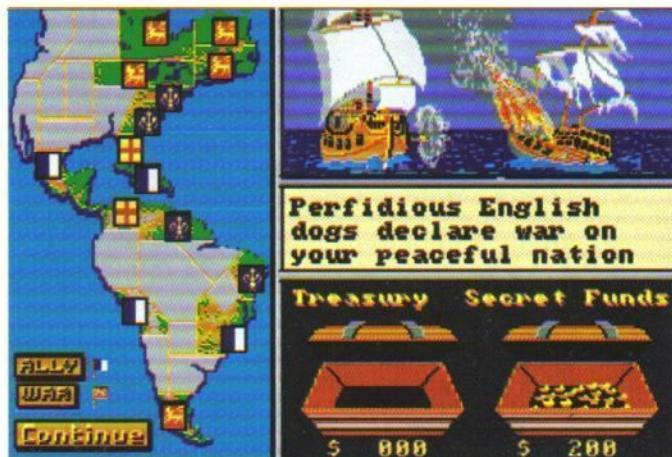 Perfidious English
dogs declare war on
your peaceful nation
Treasury Secret Funds
ALLY
WAR
Continue
$ 000 $ 200